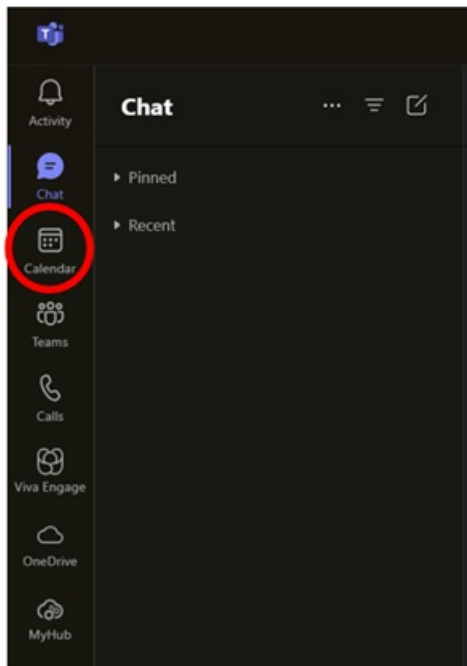 Activity
Chat
Calendar
Teams
Calls
Viva Engage
OneDrive
MyHub
Chat
Pinned
Recent